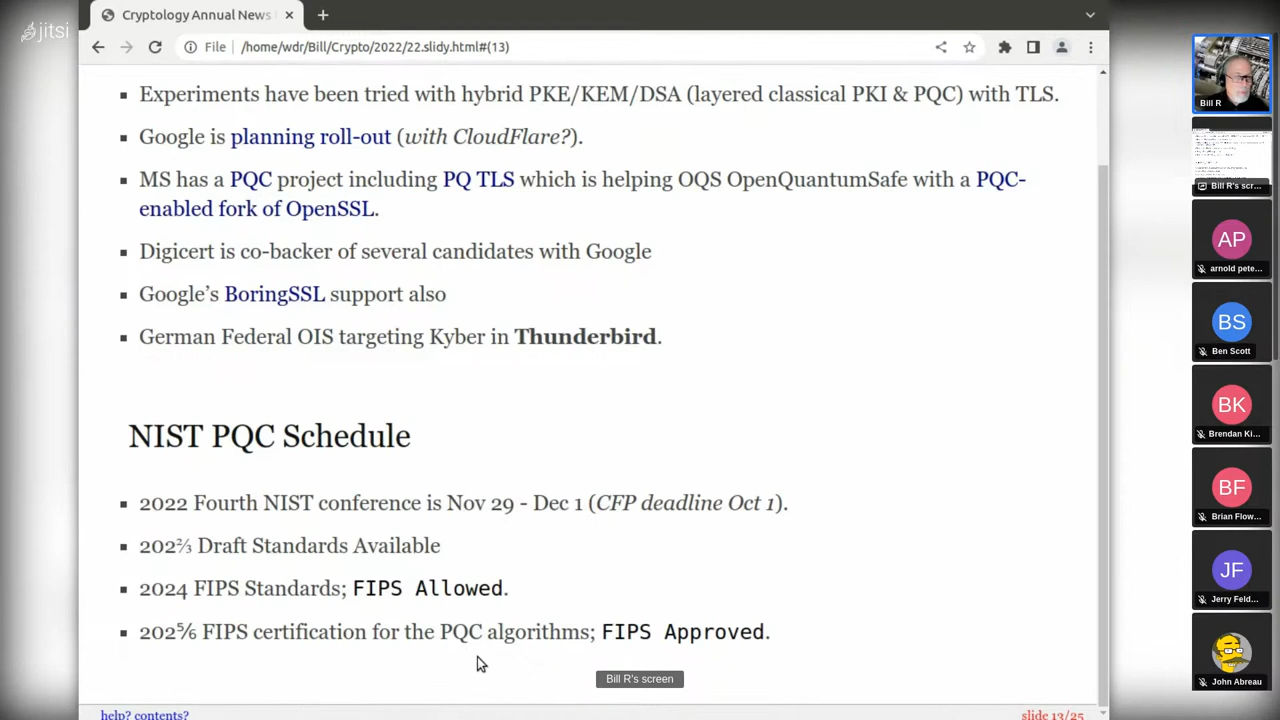 jitsi
Cryptology Annual News
File /home/wdr/Bill/Crypto/2022/22.slidy.html#(13)
Experiments have been tried with hybrid PKE/KEM/DSA (layered classical PKI & PQC) with TLS.
Google is planning roll-out (with CloudFlare?).
MS has a PQC project including PQ TLS which is helping OQS OpenQuantumSafe with a PQC-
enabled fork of OpenSSL.
Digicert is co-backer of several candidates with Google
Google's BoringSSL support also
German Federal OIS targeting Kyber in Thunderbird.
NIST PQC Schedule
2022 Fourth NIST conference is Nov 29 - Dec 1 (CFP deadline Oct 1).
202⅔ Draft Standards Available
2024 FIPS Standards; FIPS Allowed.
202⅚ FIPS certification for the PQC algorithms; FIPS Approved.
Bill R's screen
help? contents?
slide 13/25
Bill R
Bill R's scr...
AP
arnold pete...
BS
Ben Scott
BK
Brendan Ki...
BF
Brian Flow...
JF
Jerry Feld...
John Abreau